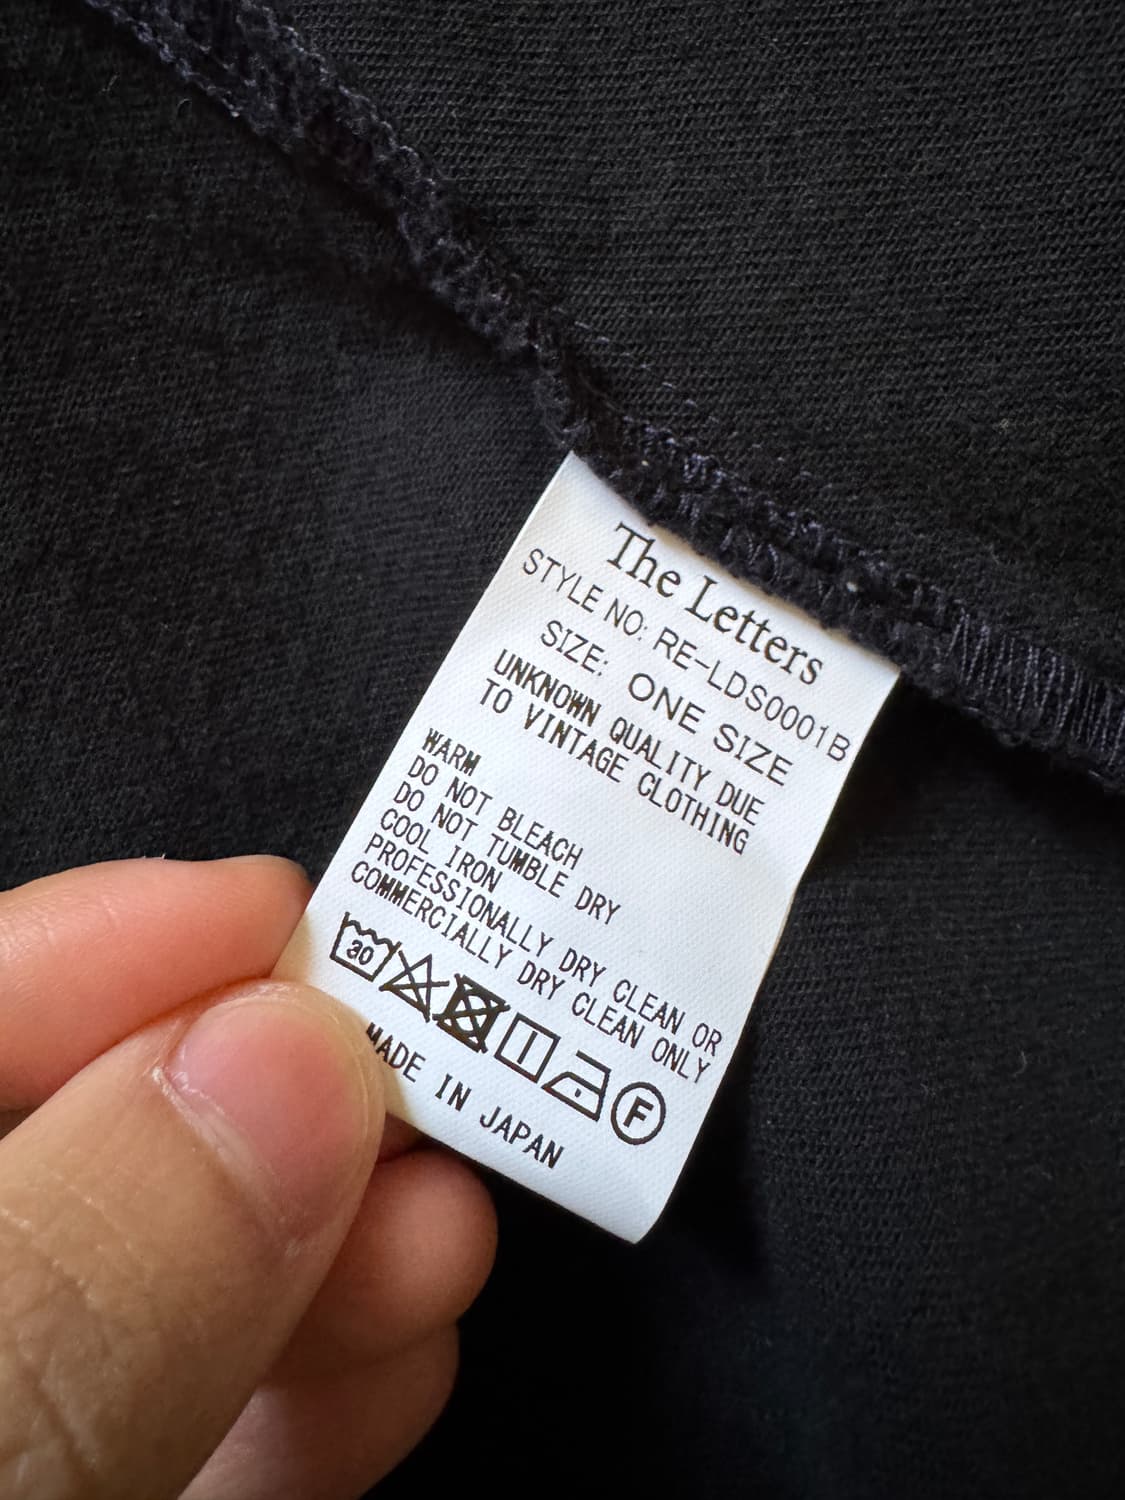 The Letters
STYLE NO: RE-LDS0001B
SIZE: ONE SIZE
UNKNOWN QUALITY DUE
TO VINTAGE CLOTHING
WARM
DO NOT BLEACH
DO NOT TUMBLE DRY
COOL IRON
PROFESSIONALLY DRY CLEAN OR
COMMERCIALLY DRY CLEAN ONLY
30 F
MADE IN JAPAN